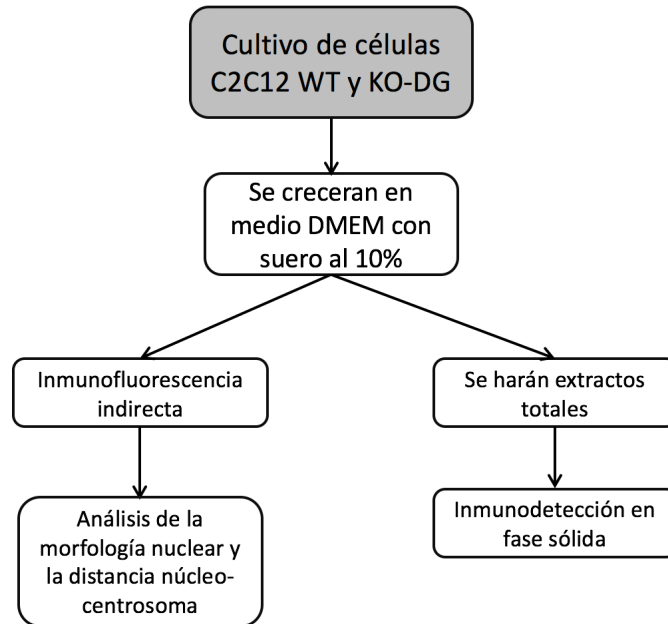 Cultivo de células
C2C12 WT y KO-DG
Se creceran en
medio DMEM con
suero al 10%
Inmunofluorescencia
indirecta
Se harán extractos
totales
Análisis de la
morfología nuclear y
la distancia núcleo-
centrosoma
Inmunodetección en
fase sólida